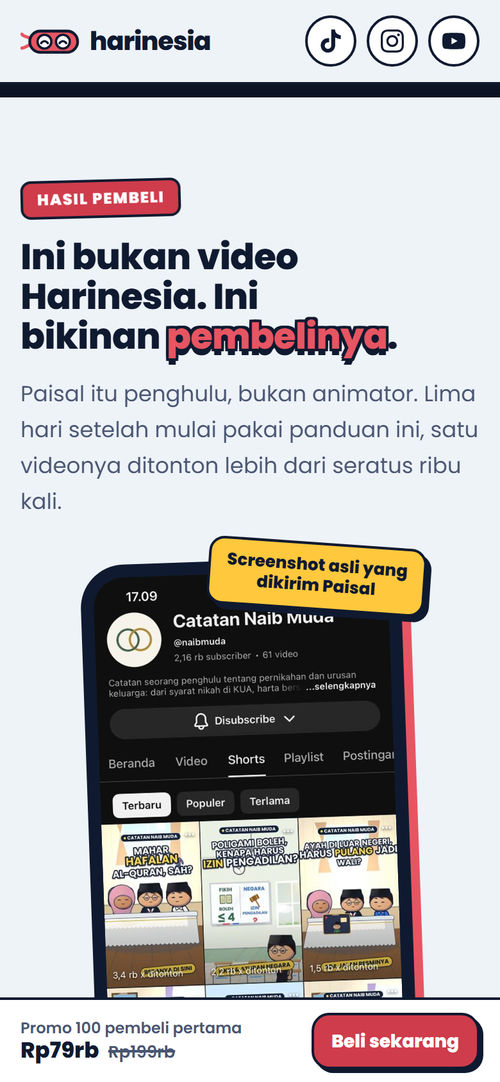 harinesia
HASIL PEMBELI
Ini bukan video
Harinesia. Ini
bikinan pembelinya.
Paisal itu penghulu, bukan animator. Lima
hari setelah mulai pakai panduan ini, satu
videonya ditonton lebih dari seratus ribu
kali.
Screenshot asli yang
dikirim Paisal
17.09
Catatan Naib Muda
@naibmuda
2,16 rb subscriber • 61 video
Catatan seorang penghulu tentang pernikahan dan urusan
keluarga: dari syarat nikah di KUA, harta bers ...selengkapnya
Disubscribe
Beranda Video Shorts Playlist Postingan
Terbaru Populer Terlama
CATATAN NAIB MUDA
MAHAR
HAFALAN
AL-QURAN, SAH?
3,4 rb x ditonton
CATATAN NAIB MUDA
POLIGAMI BOLEH,
KENAPA HARUS
IZIN PENGADILAN?
FIKIH
BOLEH
≤ 4
NEGARA
IZIN
PENGADILAN
2,2 rb x ditonton
CATATAN NAIB MUDA
AYAH DI LUAR NEGERI,
HARUS PULANG JADI
WALI?
1,5 rb x ditonton
Promo 100 pembeli pertama
Rp79rb Rp199rb
Beli sekarang